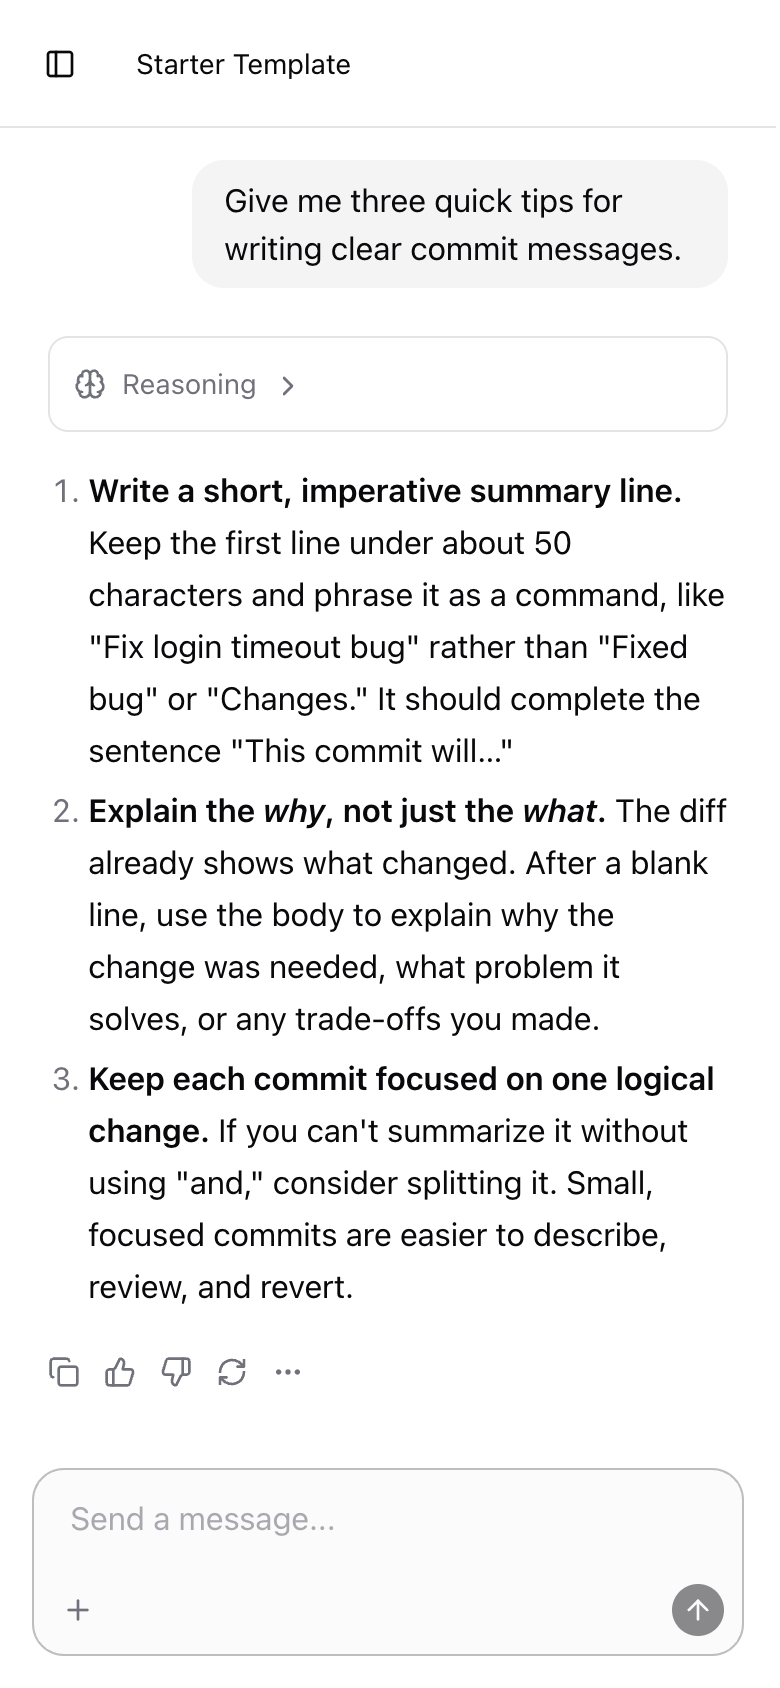 Starter Template
Give me three quick tips for
writing clear commit messages.
Reasoning
1. Write a short, imperative summary line.
Keep the first line under about 50
characters and phrase it as a command, like
"Fix login timeout bug" rather than "Fixed
bug" or "Changes." It should complete the
sentence "This commit will..."
2. Explain the why, not just the what. The diff
already shows what changed. After a blank
line, use the body to explain why the
change was needed, what problem it
solves, or any trade-offs you made.
3. Keep each commit focused on one logical
change. If you can't summarize it without
using "and," consider splitting it. Small,
focused commits are easier to describe,
review, and revert.
Send a message...